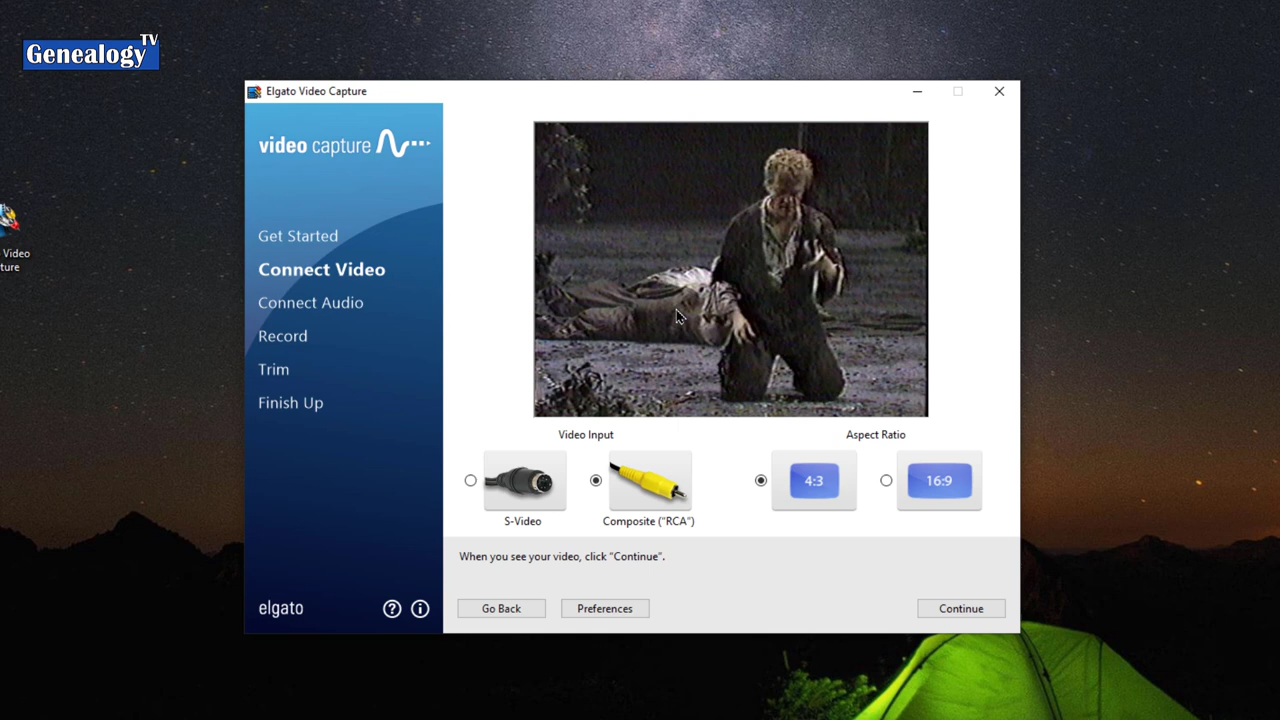 Genealogy TV
Elgato Video Capture
video capture
Get Started
Connect Video
Connect Audio
Record
Trim
Finish Up
Video
ture
Video Input
Aspect Ratio
4:3
16:9
S-Video
Composite ("RCA")
When you see your video, click "Continue".
elgato
Go Back
Preferences
Continue